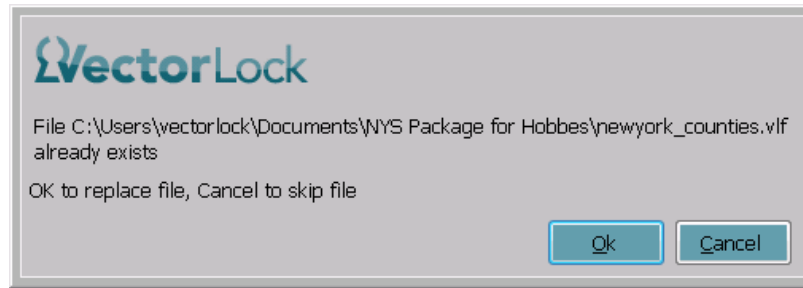 VectorLock
File C:\Users\vectorlock\Documents\NYS Package for Hobbes\newyork_counties.vlf
already exists
OK to replace file, Cancel to skip file
Ok Cancel